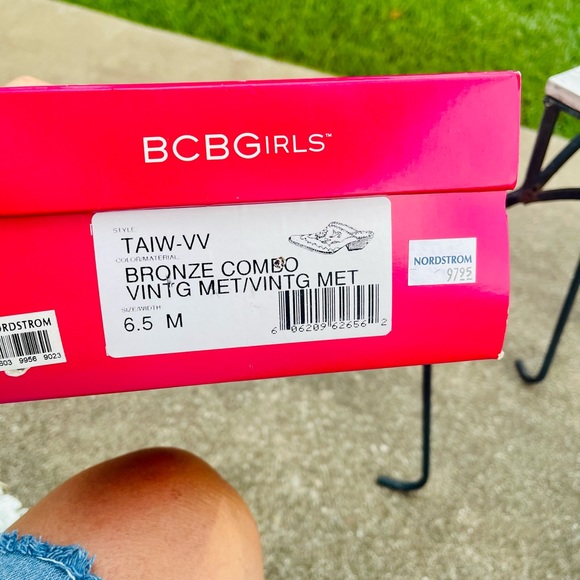 BCBGIRLS™
STYLE
TAIW-VV
COLOR/MATERIAL
BRONZE COMBO
VINTG MET/VINTG MET
SIZE/WIDTH
6.5 M
6 06209 62656 2
NORDSTROM
9795
NORDSTROM
603 9956 9023